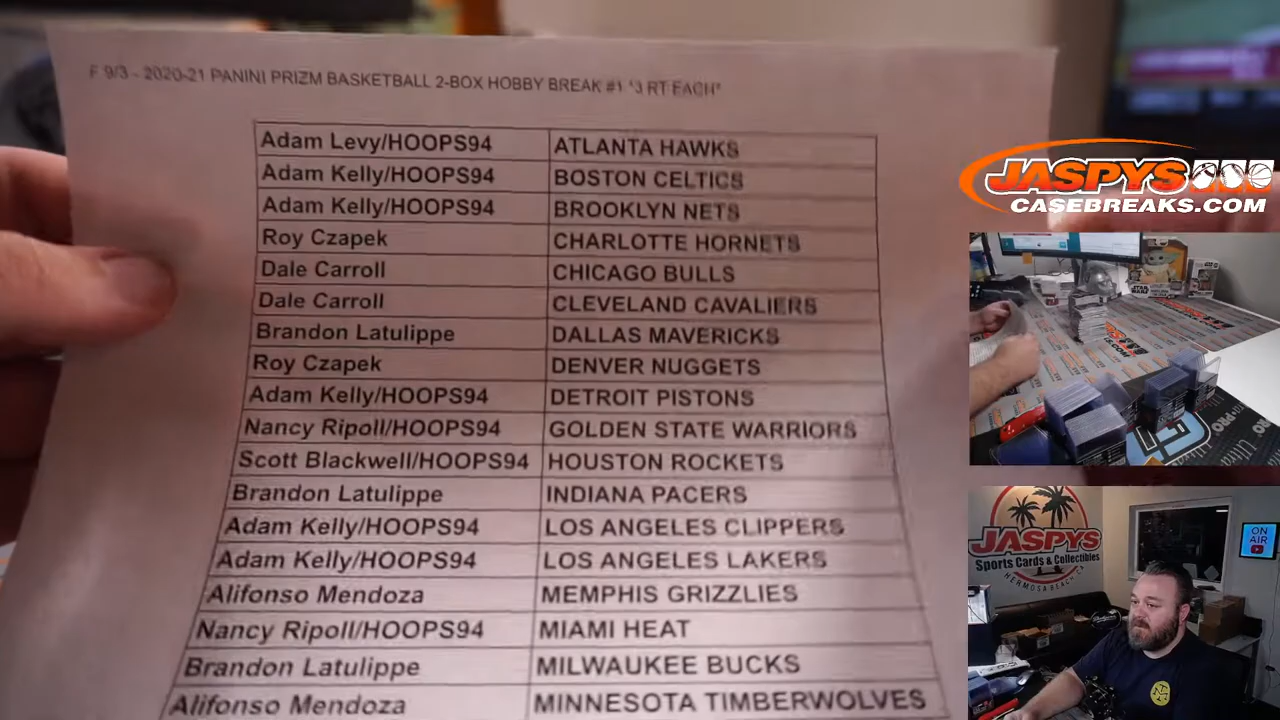 F 9/3 - 2020-21 PANINI PRIZM BASKETBALL 2-BOX HOBBY BREAK #1 *3 RT EACH*
Adam Levy/HOOPS94 ATLANTA HAWKS
Adam Kelly/HOOPS94 BOSTON CELTICS
Adam Kelly/HOOPS94 BROOKLYN NETS
Roy Czapek CHARLOTTE HORNETS
Dale Carroll CHICAGO BULLS
Dale Carroll CLEVELAND CAVALIERS
Brandon Latulippe DALLAS MAVERICKS
Roy Czapek DENVER NUGGETS
Adam Kelly/HOOPS94 DETROIT PISTONS
Nancy Ripoll/HOOPS94 GOLDEN STATE WARRIORS
Scott Blackwell/HOOPS94 HOUSTON ROCKETS
Brandon Latulippe INDIANA PACERS
Adam Kelly/HOOPS94 LOS ANGELES CLIPPERS
Adam Kelly/HOOPS94 LOS ANGELES LAKERS
Alifonso Mendoza MEMPHIS GRIZZLIES
Nancy Ripoll/HOOPS94 MIAMI HEAT
Brandon Latulippe MILWAUKEE BUCKS
Alifonso Mendoza MINNESOTA TIMBERWOLVES
JASPYS
CASEBREAKS.COM
STAR WARS
JASPYS
Sports Cards & Collectibles
HERMOSA BEACH CA
ON
AIR